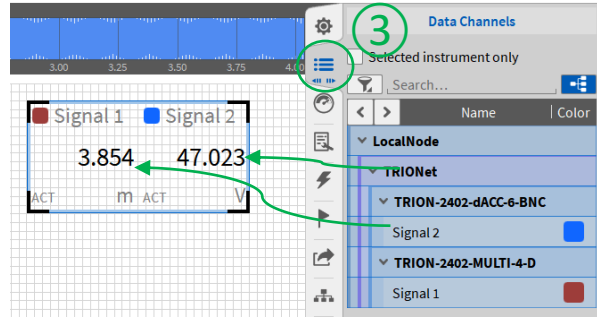 3.00 3.25 3.50 3.75 4.00
Signal 1 Signal 2
3.854 47.023
ACT m ACT V
3
Data Channels
Selected instrument only
Search...
Name Color
LocalNode
TRIONet
TRION-2402-dACC-6-BNC
Signal 2
TRION-2402-MULTI-4-D
Signal 1